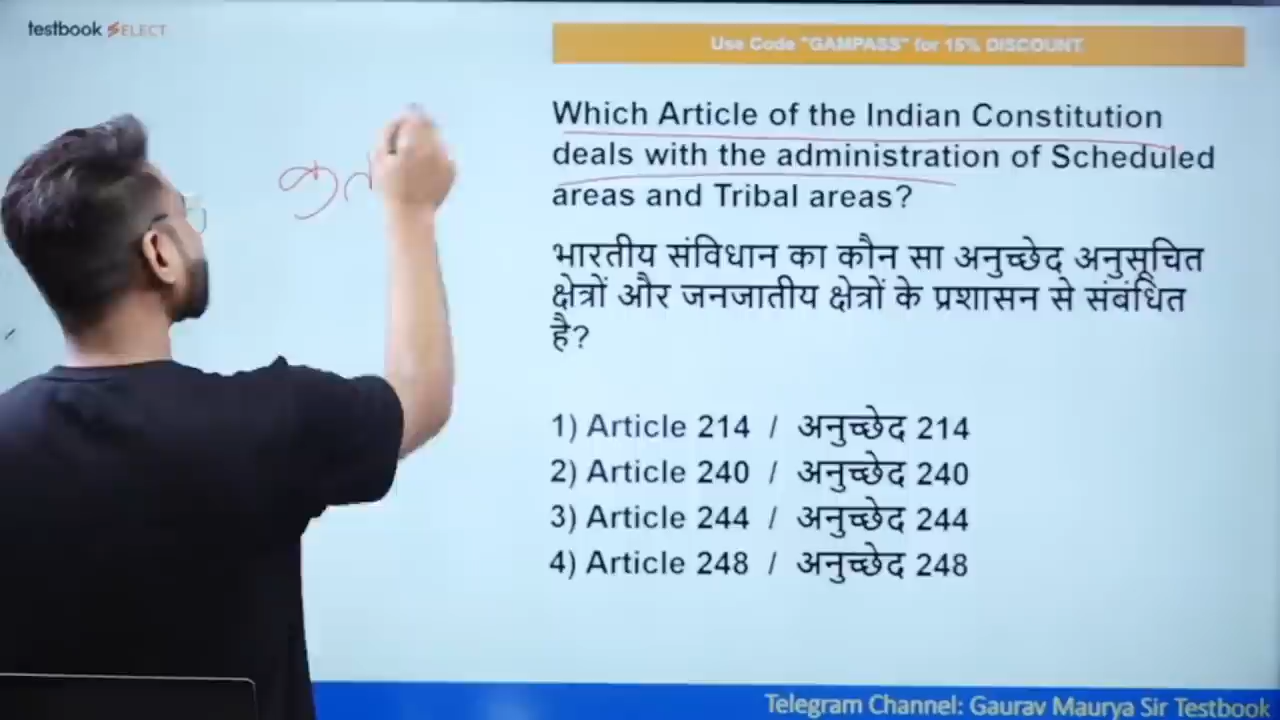 testbook SELECT
Use Code "GAMPASS" for 15% DISCOUNT
Which Article of the Indian Constitution
deals with the administration of Scheduled
areas and Tribal areas?
भारतीय संविधान का कौन सा अनुच्छेद अनुसूचित
क्षेत्रों और जनजातीय क्षेत्रों के प्रशासन से संबंधित
है?
1) Article 214 / अनुच्छेद 214
2) Article 240 / अनुच्छेद 240
3) Article 244 / अनुच्छेद 244
4) Article 248 / अनुच्छेद 248
Telegram Channel: Gaurav Maurya Sir Testbook